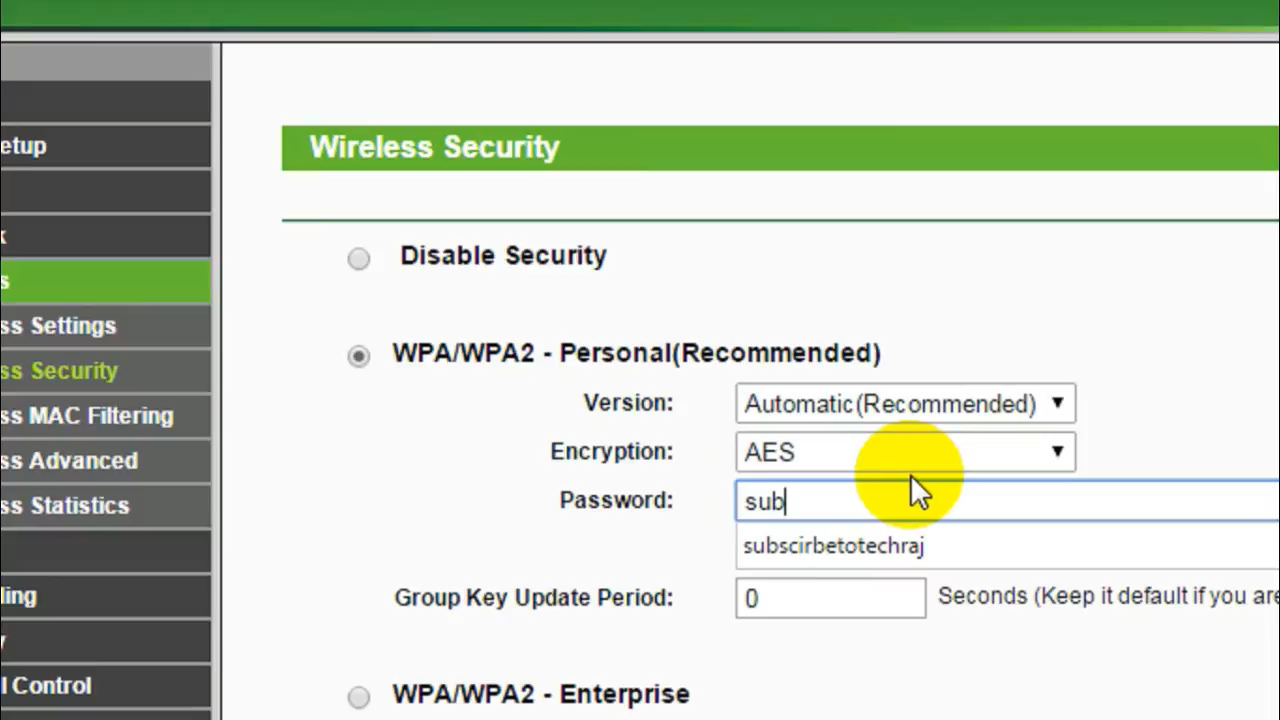 Wireless Security
Disable Security
WPA/WPA2 - Personal(Recommended)
Version: Automatic(Recommended)
Encryption: AES
Password: sub
subscirbetotechraj
Group Key Update Period: 0 Seconds (Keep it default if you are
WPA/WPA2 - Enterprise
etup
k
s
ss Settings
ss Security
ss MAC Filtering
ss Advanced
ss Statistics
ling
y
l Control